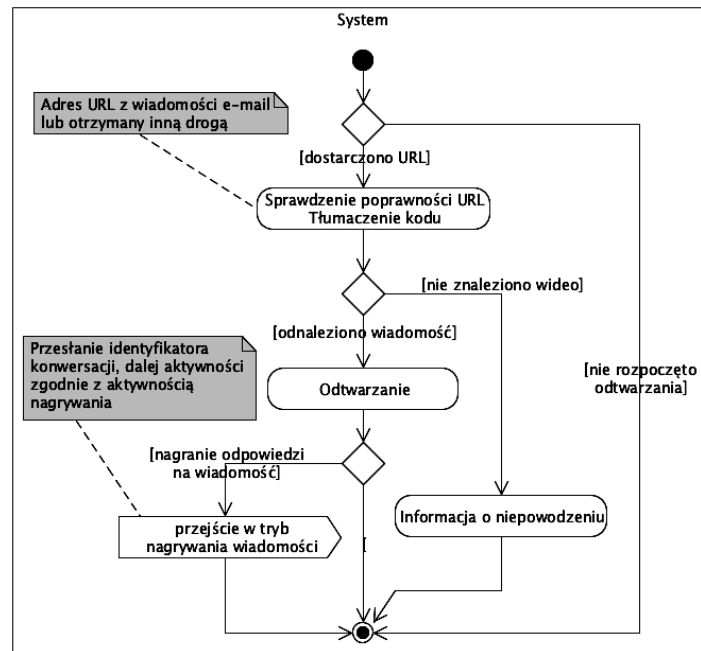 System
Adres URL z wiadomości e-mail
lub otrzymany inną drogą
[dostarczono URL]
Sprawdzenie poprawności URL
Tłumaczenie kodu
[nie znaleziono wideo]
[odnaleziono wiadomość]
Przesłanie identyfikatora
konwersacji, dalej aktywności
zgodnie z aktywnością
nagrywania
[nie rozpoczęto
odtwarzania]
Odtwarzanie
[nagranie odpowiedzi
na wiadomość]
przejście w tryb
nagrywania wiadomości
Informacja o niepowodzeniu
[